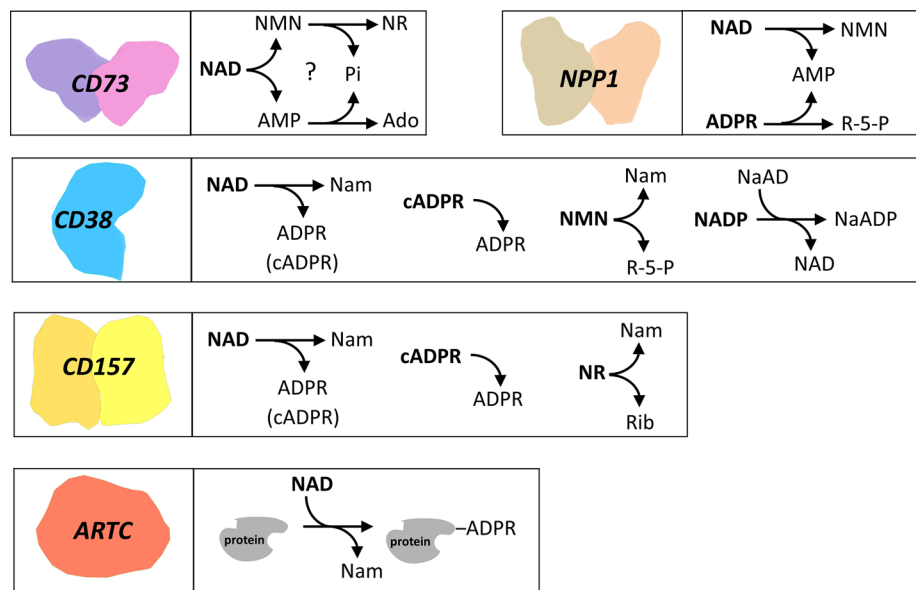 CD73
NMN NR
NAD ? Pi
AMP Ado
NPP1
NAD NMN
AMP
ADPR R-5-P
CD38
NAD Nam
ADPR
(cADPR)
cADPR
ADPR
Nam
NMN
R-5-P
NaAD
NADP NaADP
NAD
CD157
NAD Nam
ADPR
(cADPR)
cADPR
ADPR
Nam
NR
Rib
ARTC
NAD
protein protein –ADPR
Nam